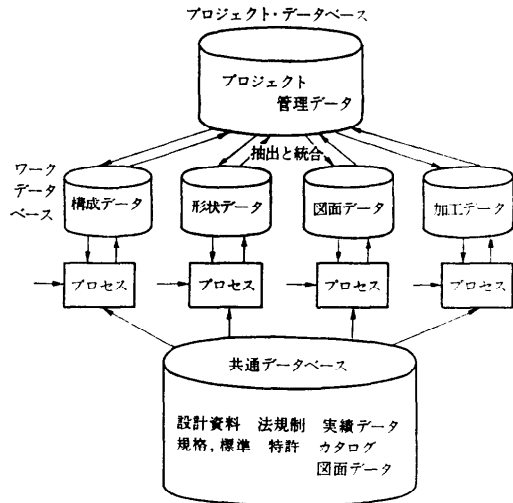 プロジェクト・データベース
プロジェクト
管理データ
抽出と統合
ワーク
データ
ベース
構成データ
形状データ
図面データ
加工データ
プロセス
プロセス
プロセス
プロセス
共通データベース
設計資料 法規制 実績データ
規格,標準 特許 カタログ
図面データ